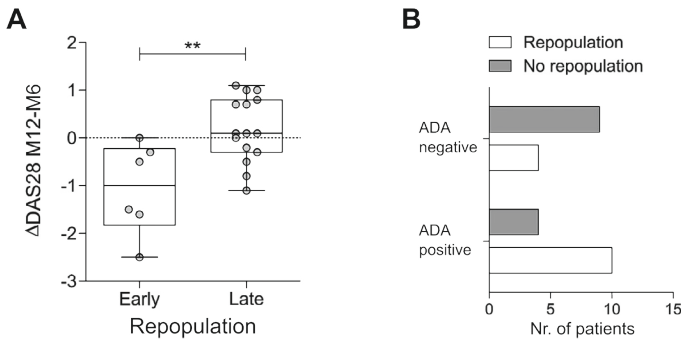 A
**
2
1
0
-1
-2
-3
ΔDAS28 M12-M6
Early
Late
Repopulation
B
Repopulation
No repopulation
ADA
negative
ADA
positive
0
5
10
15
Nr. of patients